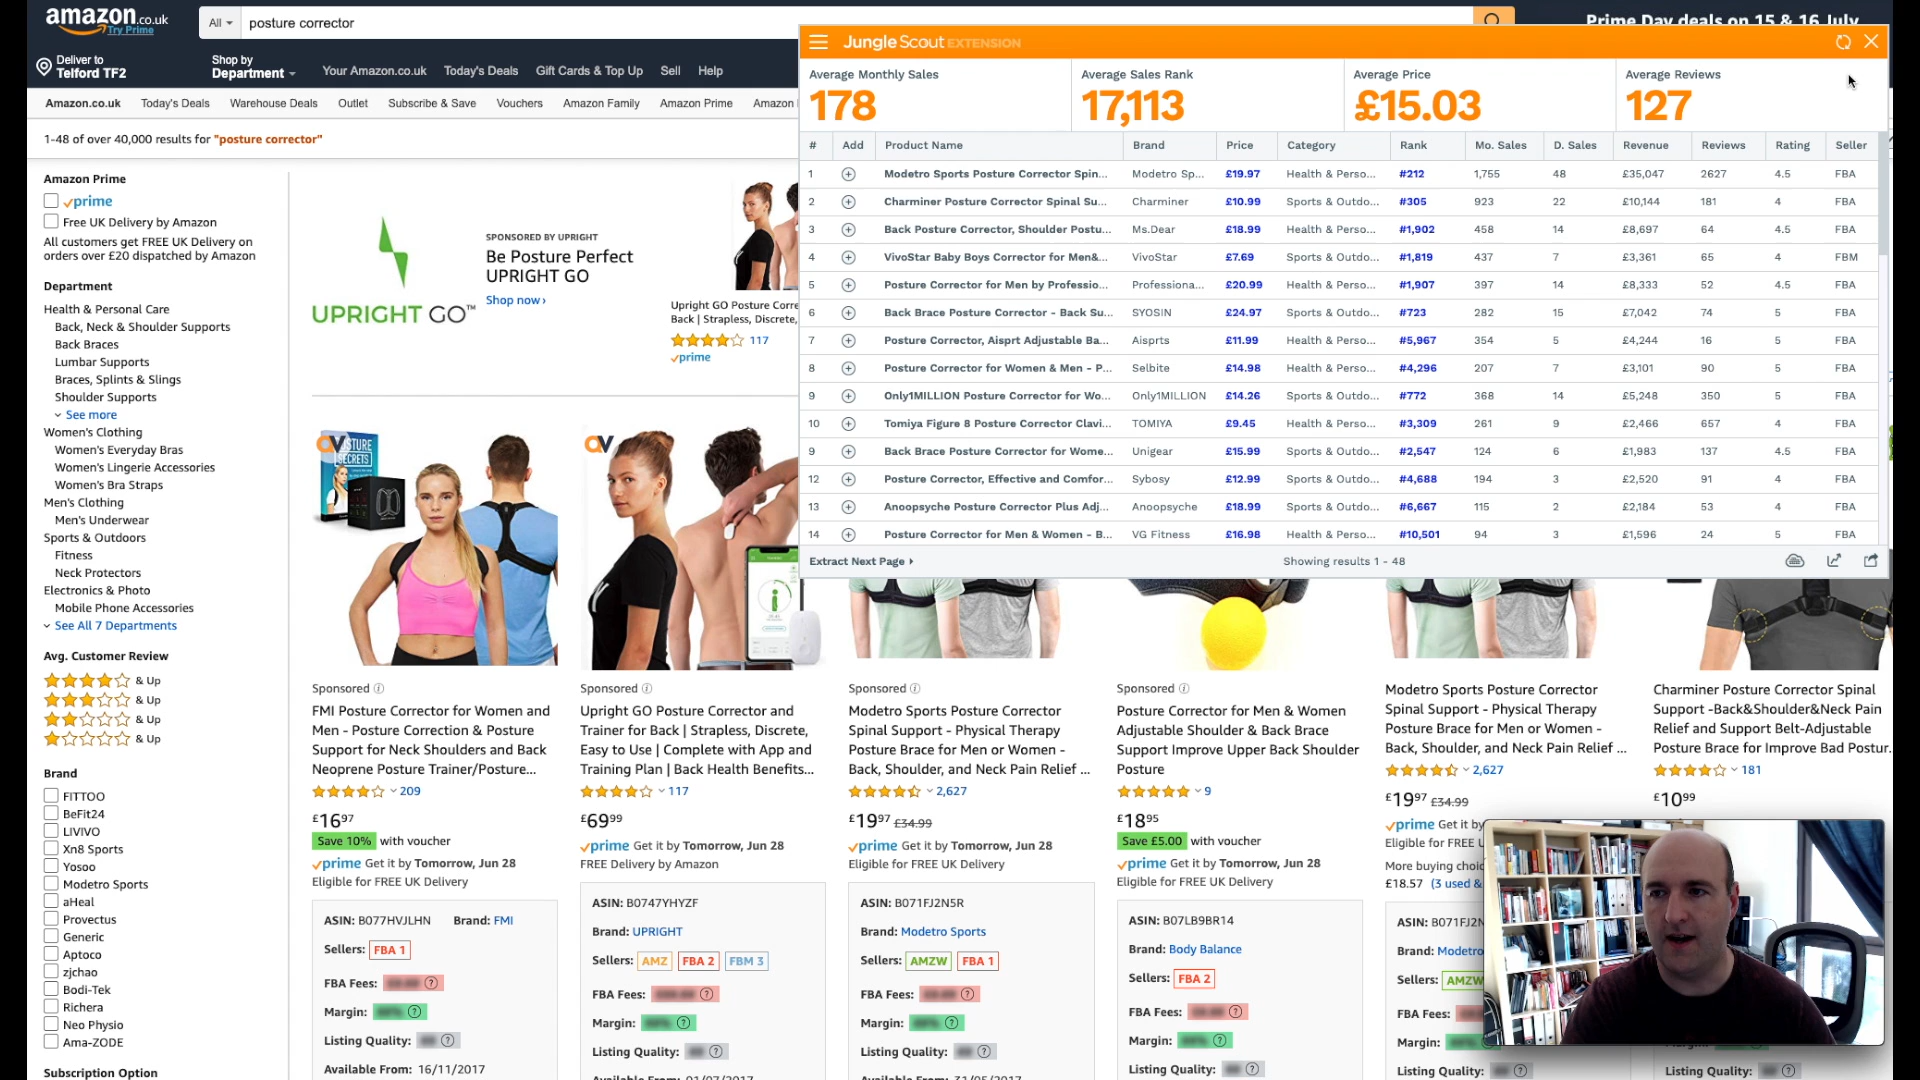 amazon.co.uk
Try Prime
All
posture corrector
Prime Day deals on 15 & 16 July
Deliver to
Telford TF2
Shop by
Department
Your Amazon.co.uk
Today's Deals
Gift Cards & Top Up
Sell
Help
Amazon.co.uk
Today's Deals
Warehouse Deals
Outlet
Subscribe & Save
Vouchers
Amazon Family
Amazon Prime
Amazon
1-48 of over 40,000 results for "posture corrector"
Jungle Scout EXTENSION
Average Monthly Sales
178
Average Sales Rank
17,113
Average Price
£15.03
Average Reviews
127
# Add Product Name Brand Price Category Rank Mo. Sales D. Sales Revenue Reviews Rating Seller
1 Modetro Sports Posture Corrector Spin... Modetro Sp... £19.97 Health & Perso... #212 1,755 48 £35,047 2627 4.5 FBA
2 Charminer Posture Corrector Spinal Su... Charminer £10.99 Sports & Outdo... #305 923 22 £10,144 181 4 FBA
3 Back Posture Corrector, Shoulder Postu... Ms.Dear £18.99 Health & Perso... #1,902 458 14 £8,697 64 4.5 FBA
4 VivoStar Baby Boys Corrector for Men&... VivoStar £7.69 Sports & Outdo... #1,819 437 7 £3,361 65 4 FBM
5 Posture Corrector for Men by Professio... Professiona... £20.99 Health & Perso... #1,907 397 14 £8,333 52 4.5 FBA
6 Back Brace Posture Corrector - Back Su... SYOSIN £24.97 Sports & Outdo... #723 282 15 £7,042 74 5 FBA
7 Posture Corrector, Aisprt Adjustable Ba... Aisprts £11.99 Health & Perso... #5,967 354 5 £4,244 16 5 FBA
8 Posture Corrector for Women & Men - P... Selbite £14.98 Health & Perso... #4,296 207 7 £3,101 90 5 FBA
9 Only1MILLION Posture Corrector for Wo... Only1MILLION £14.26 Sports & Outdo... #772 368 14 £5,248 350 5 FBA
10 Tomiya Figure 8 Posture Corrector Clavi... TOMIYA £9.45 Health & Perso... #3,309 261 9 £2,466 657 4 FBA
9 Back Brace Posture Corrector for Wome... Unigear £15.99 Sports & Outdo... #2,547 124 6 £1,983 137 4.5 FBA
12 Posture Corrector, Effective and Comfor... Sybosy £12.99 Sports & Outdo... #4,688 194 3 £2,520 91 4 FBA
13 Anoopsyche Posture Corrector Plus Adj... Anoopsyche £18.99 Sports & Outdo... #6,667 115 2 £2,184 53 4 FBA
14 Posture Corrector for Men & Women - B... VG Fitness £16.98 Health & Perso... #10,501 94 3 £1,596 24 5 FBA
Extract Next Page
Showing results 1 - 48
Amazon Prime
prime
Free UK Delivery by Amazon
All customers get FREE UK Delivery on
orders over £20 dispatched by Amazon
Department
Health & Personal Care
Back, Neck & Shoulder Supports
Back Braces
Lumbar Supports
Braces, Splints & Slings
Shoulder Supports
See more
Women's Clothing
Women's Everyday Bras
Women's Lingerie Accessories
Women's Bra Straps
Men's Clothing
Men's Underwear
Sports & Outdoors
Fitness
Neck Protectors
Electronics & Photo
Mobile Phone Accessories
See All 7 Departments
Avg. Customer Review
& Up
& Up
& Up
& Up
Brand
FITTOO
BeFit24
LIVIVO
Xn8 Sports
Yosoo
Modetro Sports
aHeal
Provectus
Generic
Aptoco
zjchao
Bodi-Tek
Richera
Neo Physio
Ama-ZODE
Subscription Option
UPRIGHT GO™
SPONSORED BY UPRIGHT
Be Posture Perfect
UPRIGHT GO
Shop now›
Upright GO Posture Corre
Back | Strapless, Discrete,
117
prime
AV
POSTURE
SECRETS
AV
Sponsored
FMI Posture Corrector for Women and
Men - Posture Correction & Posture
Support for Neck Shoulders and Back
Neoprene Posture Trainer/Posture...
209
£16⁹⁷
Save 10% with voucher
prime Get it by Tomorrow, Jun 28
Eligible for FREE UK Delivery
ASIN: B077HVJLHN Brand: FMI
Sellers: FBA 1
FBA Fees:
Margin:
Listing Quality:
Available From: 16/11/2017
Sponsored
Upright GO Posture Corrector and
Trainer for Back | Strapless, Discrete,
Easy to Use | Complete with App and
Training Plan | Back Health Benefits...
117
£69⁹⁹
prime Get it by Tomorrow, Jun 28
FREE Delivery by Amazon
ASIN: B0747YHYZF
Brand: UPRIGHT
Sellers: AMZ FBA 2 FBM 3
FBA Fees:
Margin:
Listing Quality:
Available From: 01/07/2017
Sponsored
Modetro Sports Posture Corrector
Spinal Support - Physical Therapy
Posture Brace for Men or Women -
Back, Shoulder, and Neck Pain Relief ...
2,627
£19⁹⁷ £34.99
prime Get it by Tomorrow, Jun 28
Eligible for FREE UK Delivery
ASIN: B071FJ2N5R
Brand: Modetro Sports
Sellers: AMZW FBA 1
FBA Fees:
Margin:
Listing Quality:
Available From: 31/05/2017
Sponsored
Posture Corrector for Men & Women
Adjustable Shoulder & Back Brace
Support Improve Upper Back Shoulder
Posture
9
£18⁹⁵
Save £5.00 with voucher
prime Get it by Tomorrow, Jun 28
Eligible for FREE UK Delivery
ASIN: B07LB9BR14
Brand: Body Balance
Sellers: FBA 2
FBA Fees:
Margin:
Listing Quality:
Modetro Sports Posture Corrector
Spinal Support - Physical Therapy
Posture Brace for Men or Women -
Back, Shoulder, and Neck Pain Relief ...
2,627
£19⁹⁷ £34.99
prime Get it by
Eligible for FREE U
More buying choic
£18.57 (3 used &
ASIN: B071FJ2N
Brand: Modetro
Sellers: AMZW
FBA Fees:
Margin:
Listing Quality:
Charminer Posture Corrector Spinal
Support -Back&Shoulder&Neck Pain
Relief and Support Belt-Adjustable
Posture Brace for Improve Bad Postur.
181
£10⁹⁹
Listing Quality: